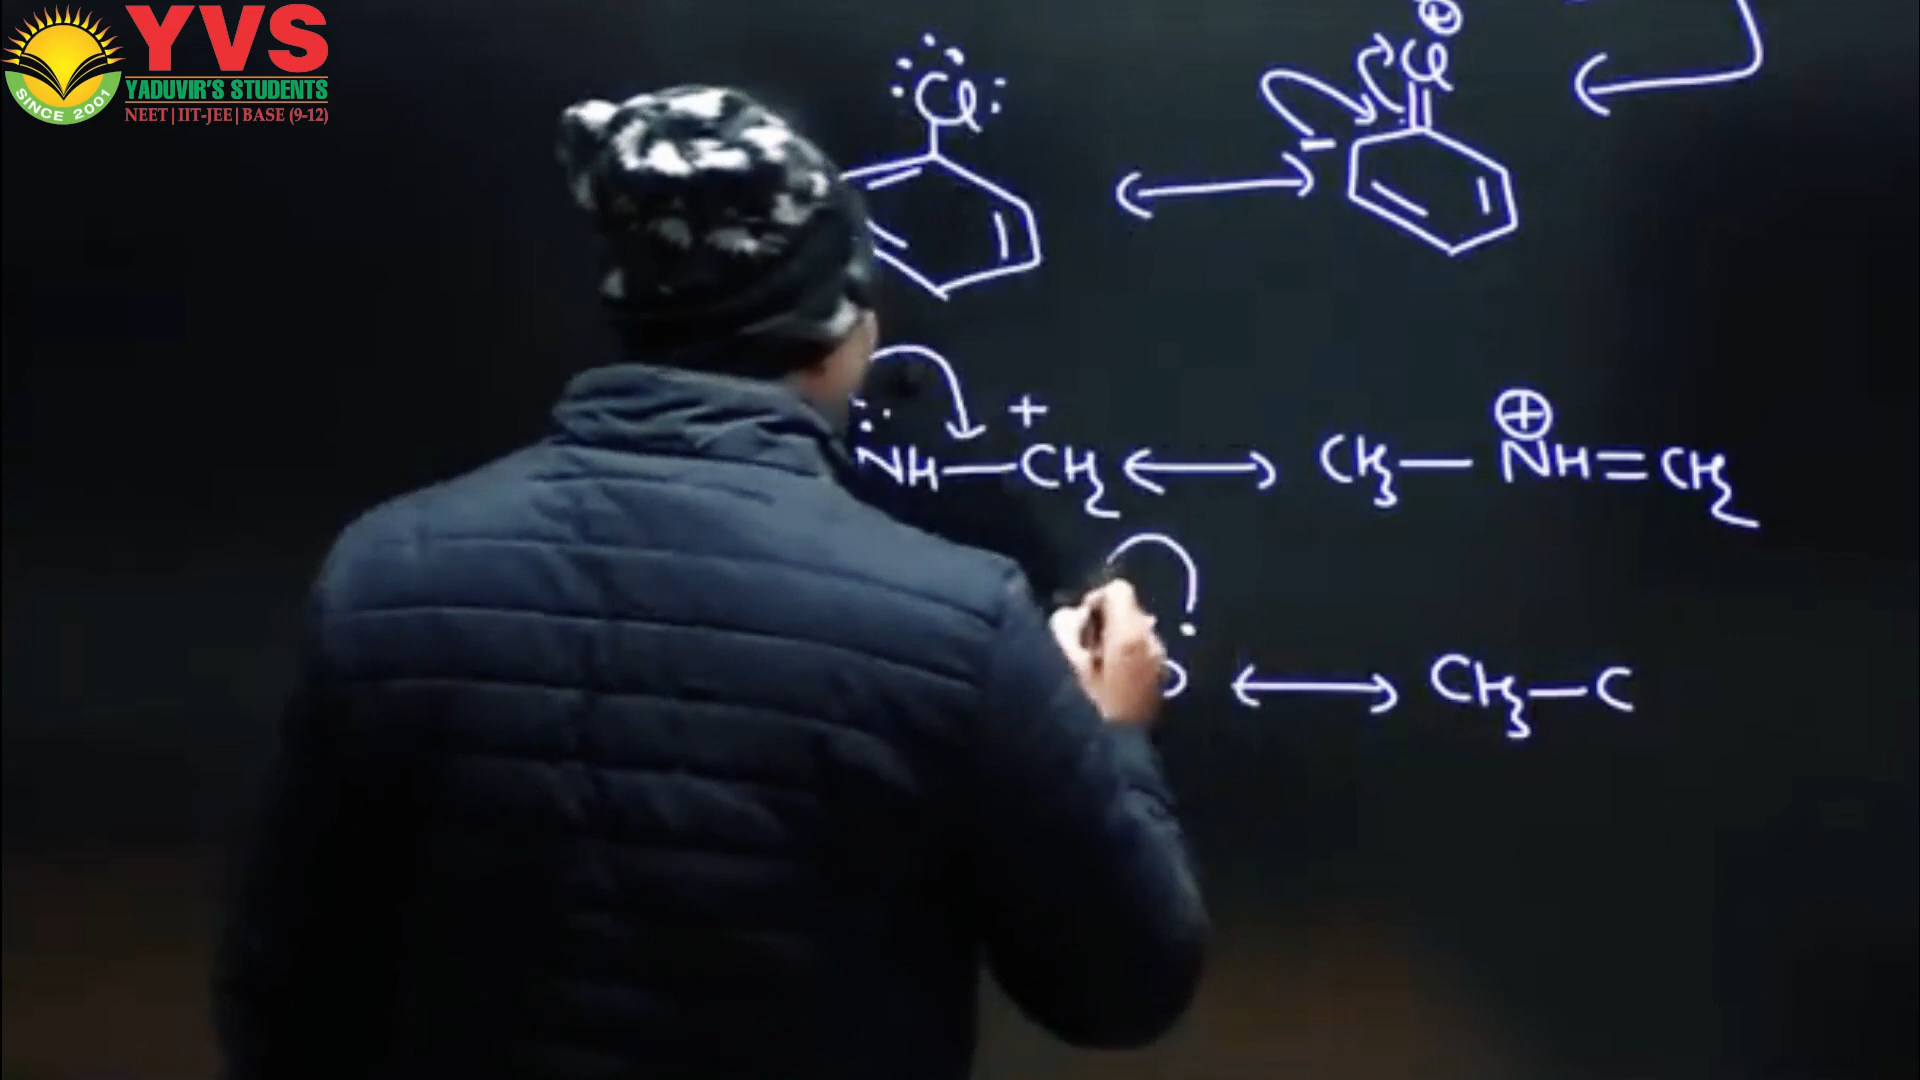 YVS
YADUVIR'S STUDENTS
NEET | IIT-JEE | BASE (9-12)
SINCE 2001
Cl
Cl ⊕
NH—CH₂ + ⟷ CH₃—NH=CH₂ ⊕
⟷ CH₃—C